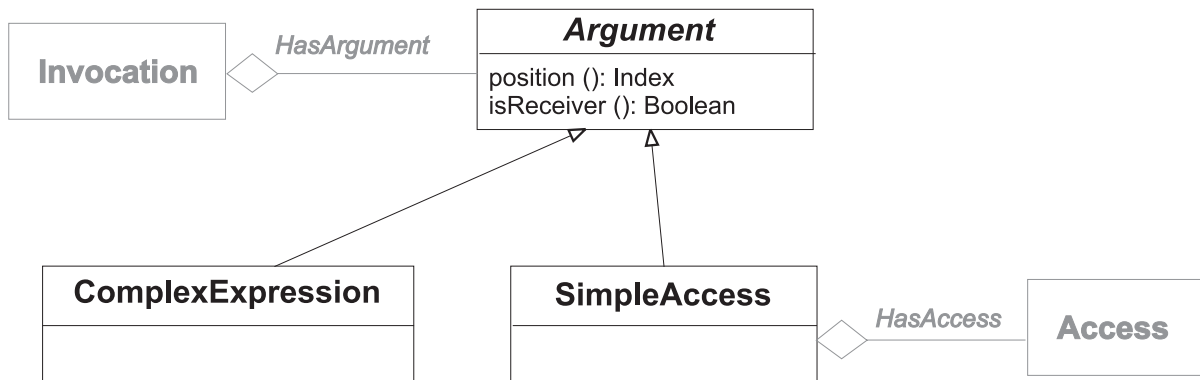 Argument
HasArgument
Invocation
position (): Index
isReceiver (): Boolean
ComplexExpression
SimpleAccess
HasAccess
Access